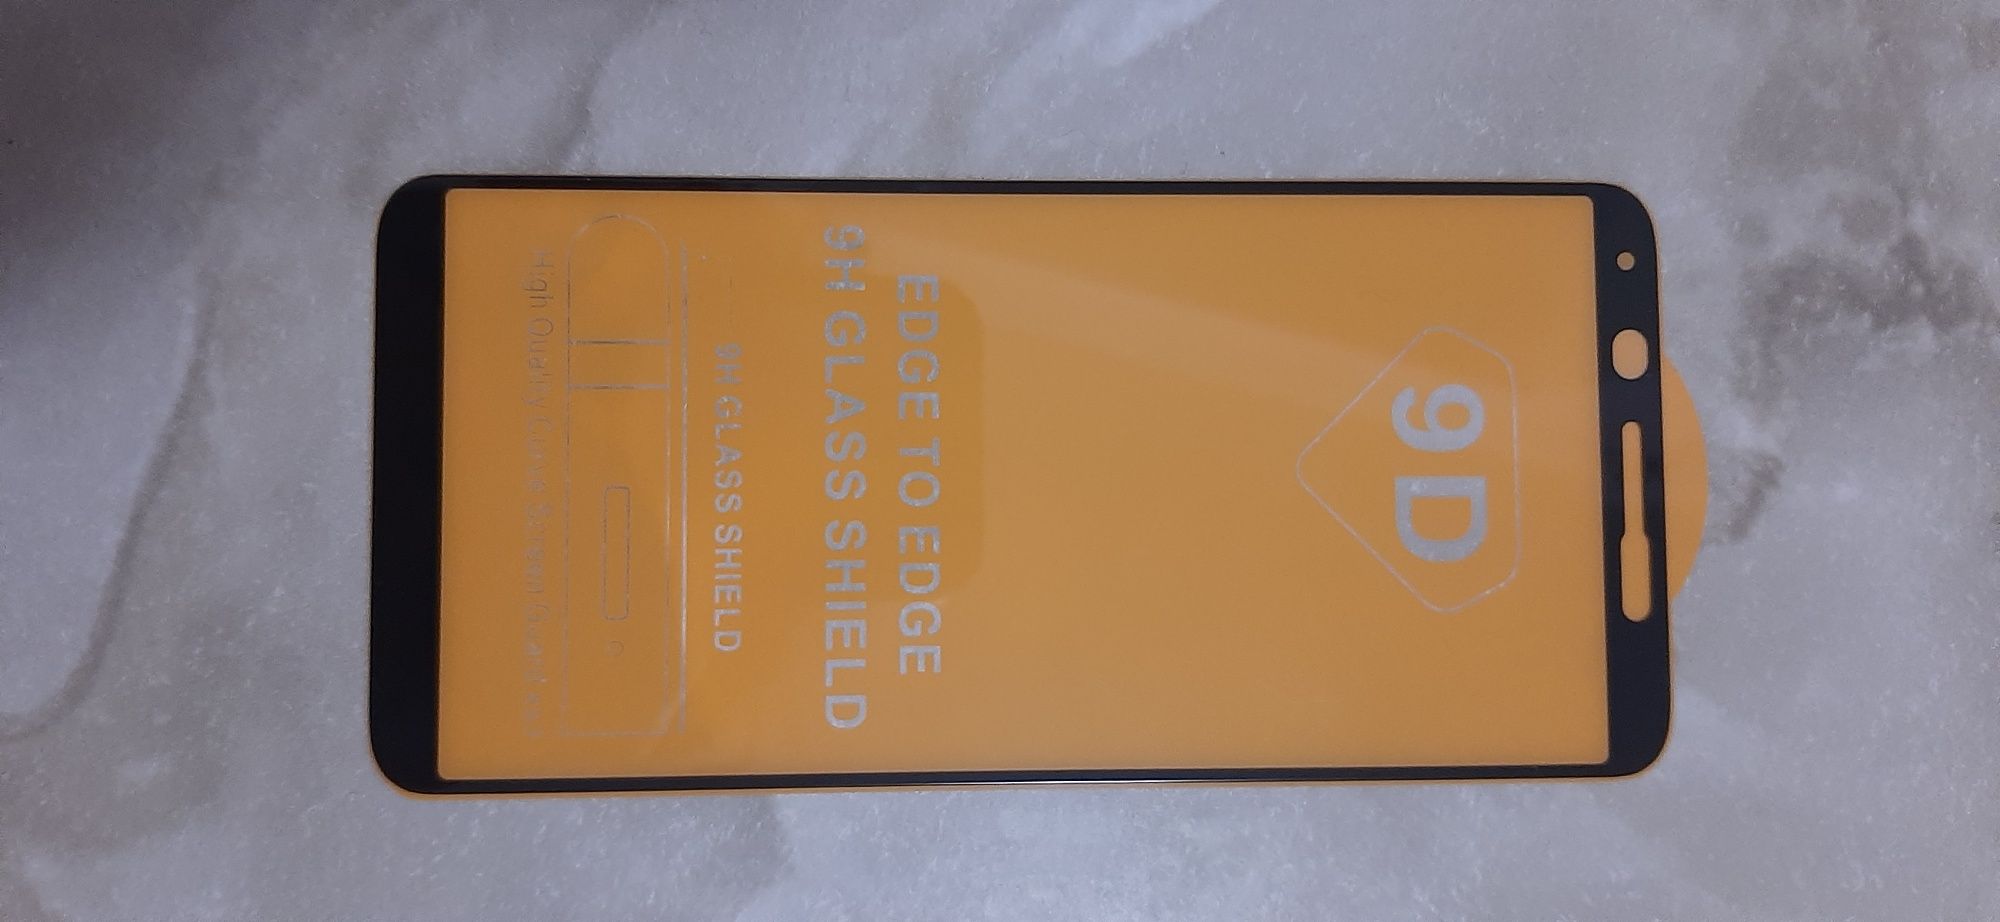 9D
EDGE TO EDGE
9H GLASS SHIELD
9H GLASS SHIELD
High Quality Curve Screen Guard